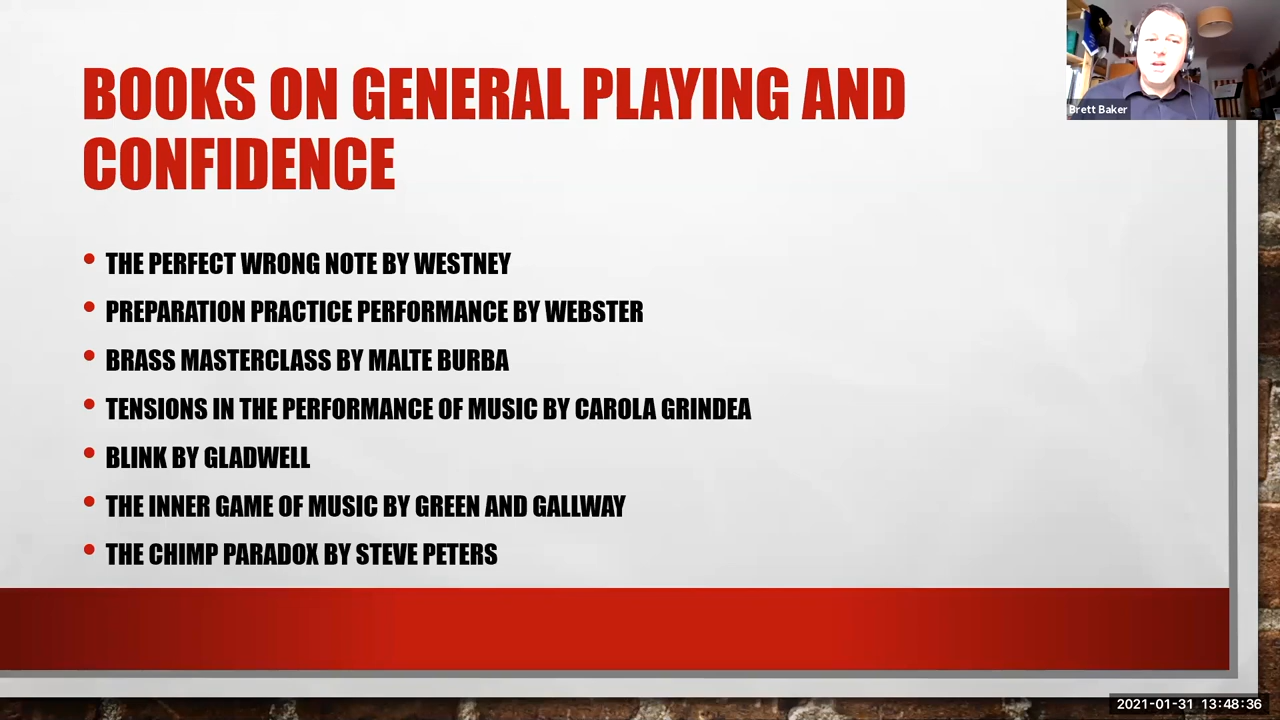 BOOKS ON GENERAL PLAYING AND
CONFIDENCE
Brett Baker
• THE PERFECT WRONG NOTE BY WESTNEY
• PREPARATION PRACTICE PERFORMANCE BY WEBSTER
• BRASS MASTERCLASS BY MALTE BURBA
• TENSIONS IN THE PERFORMANCE OF MUSIC BY CAROLA GRINDEA
• BLINK BY GLADWELL
• THE INNER GAME OF MUSIC BY GREEN AND GALLWAY
• THE CHIMP PARADOX BY STEVE PETERS
2021-01-31 13:48:36